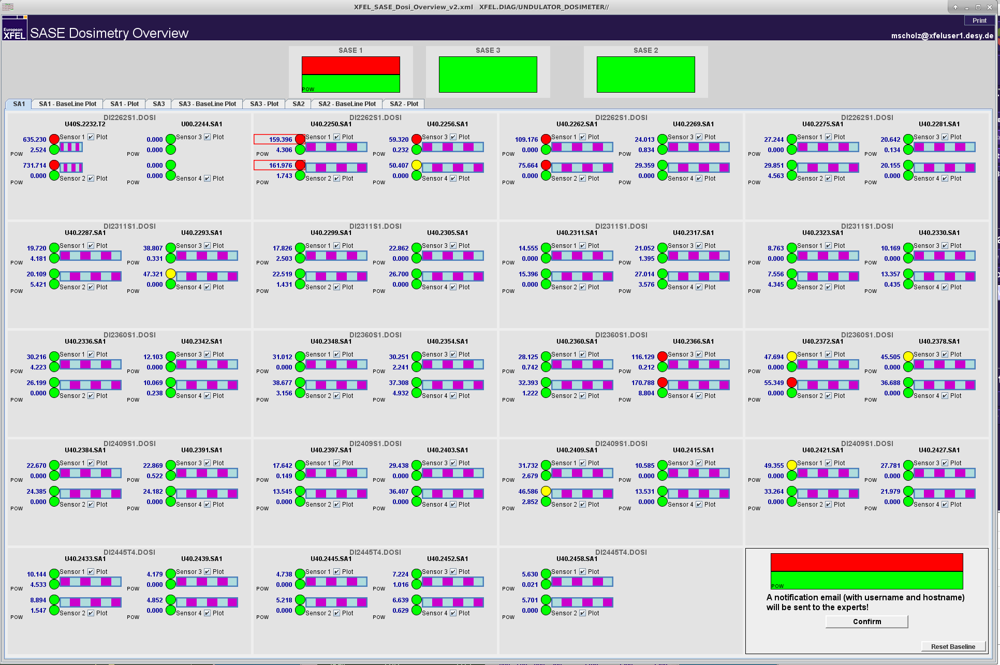 XFEL_SASE_Dosi_Overview_v2.xml XFEL.DIAG/UNDULATOR_DOSIMETER//
Print
European XFEL
SASE Dosimetry Overview
mscholz@xfeluser1.desy.de
SASE 1 SASE 3 SASE 2
POW
SA1 SA1 - BaseLine Plot SA1 - Plot SA3 SA3 - BaseLine Plot SA3 - Plot SA2 SA2 - BaseLine Plot SA2 - Plot
DI2262S1.DOSI DI2262S1.DOSI DI2262S1.DOSI DI2262S1.DOSI
U40S.2232.T2 U00.2244.SA1 U40.2250.SA1 U40.2256.SA1 U40.2262.SA1 U40.2269.SA1 U40.2275.SA1 U40.2281.SA1
635.230 Sensor 1 Plot 0.000 Sensor 3 Plot 159.396 Sensor 1 Plot 59.320 Sensor 3 Plot 109.176 Sensor 1 Plot 24.013 Sensor 3 Plot 27.244 Sensor 1 Plot 20.642 Sensor 3 Plot
2.524 0.000 4.306 0.232 0.000 0.834 0.000 0.134
POW POW POW POW POW POW POW POW
731.714 0.000 161.976 50.407 75.664 29.359 29.851 20.155
0.000 Sensor 2 Plot 0.000 Sensor 4 Plot 1.743 Sensor 2 Plot 0.000 Sensor 4 Plot 0.000 Sensor 2 Plot 0.000 Sensor 4 Plot 4.563 Sensor 2 Plot 0.000 Sensor 4 Plot
POW POW POW POW POW POW POW POW
DI2311S1.DOSI DI2311S1.DOSI DI2311S1.DOSI DI2311S1.DOSI
U40.2287.SA1 U40.2293.SA1 U40.2299.SA1 U40.2305.SA1 U40.2311.SA1 U40.2317.SA1 U40.2323.SA1 U40.2330.SA1
19.720 Sensor 1 Plot 38.807 Sensor 3 Plot 17.826 Sensor 1 Plot 22.862 Sensor 3 Plot 14.555 Sensor 1 Plot 21.052 Sensor 3 Plot 8.763 Sensor 1 Plot 10.169 Sensor 3 Plot
4.181 0.331 2.503 0.000 0.000 1.395 0.000 0.000
POW POW POW POW POW POW POW POW
20.109 47.321 22.519 26.700 15.396 27.014 7.556 13.357
5.421 Sensor 2 Plot 0.000 Sensor 4 Plot 1.431 Sensor 2 Plot 0.000 Sensor 4 Plot 0.000 Sensor 2 Plot 3.576 Sensor 4 Plot 4.345 Sensor 2 Plot 0.435 Sensor 4 Plot
POW POW POW POW POW POW POW POW
DI2360S1.DOSI DI2360S1.DOSI DI2360S1.DOSI DI2360S1.DOSI
U40.2336.SA1 U40.2342.SA1 U40.2348.SA1 U40.2354.SA1 U40.2360.SA1 U40.2366.SA1 U40.2372.SA1 U40.2378.SA1
30.216 Sensor 1 Plot 12.103 Sensor 3 Plot 31.012 Sensor 1 Plot 30.251 Sensor 3 Plot 28.125 Sensor 1 Plot 116.129 Sensor 3 Plot 47.694 Sensor 1 Plot 45.505 Sensor 3 Plot
4.223 0.000 0.000 2.241 0.742 0.212 0.000 0.000
POW POW POW POW POW POW POW POW
26.199 10.069 38.677 37.308 32.393 170.788 55.349 36.688
0.000 Sensor 2 Plot 0.238 Sensor 4 Plot 3.156 Sensor 2 Plot 4.932 Sensor 4 Plot 1.222 Sensor 2 Plot 8.804 Sensor 4 Plot 0.000 Sensor 2 Plot 0.000 Sensor 4 Plot
POW POW POW POW POW POW POW POW
DI2409S1.DOSI DI2409S1.DOSI DI2409S1.DOSI DI2409S1.DOSI
U40.2384.SA1 U40.2391.SA1 U40.2397.SA1 U40.2403.SA1 U40.2409.SA1 U40.2415.SA1 U40.2421.SA1 U40.2427.SA1
22.670 Sensor 1 Plot 22.869 Sensor 3 Plot 17.642 Sensor 1 Plot 29.438 Sensor 3 Plot 31.732 Sensor 1 Plot 10.585 Sensor 3 Plot 49.355 Sensor 1 Plot 27.781 Sensor 3 Plot
0.000 0.522 0.149 0.000 2.679 0.000 0.000 0.000
POW POW POW POW POW POW POW POW
24.385 24.182 13.545 36.407 46.586 13.531 33.264 21.979
0.000 Sensor 2 Plot 0.000 Sensor 4 Plot 0.000 Sensor 2 Plot 0.000 Sensor 4 Plot 2.852 Sensor 2 Plot 0.000 Sensor 4 Plot 0.000 Sensor 2 Plot 0.000 Sensor 4 Plot
POW POW POW POW POW POW POW POW
DI2445T4.DOSI DI2445T4.DOSI DI2445T4.DOSI
U40.2433.SA1 U40.2439.SA1 U40.2445.SA1 U40.2452.SA1 U40.2458.SA1
10.144 Sensor 1 Plot 4.179 Sensor 3 Plot 4.738 Sensor 1 Plot 7.224 Sensor 3 Plot 5.630 Sensor 1 Plot
4.533 0.000 0.000 1.016 0.021
POW POW POW POW POW POW
8.894 4.852 5.218 6.639 5.701
1.547 Sensor 2 Plot 0.000 Sensor 4 Plot 0.000 Sensor 2 Plot 0.629 Sensor 4 Plot 0.000 Sensor 2 Plot
POW POW POW POW POW
A notification email (with username and hostname)
will be sent to the experts!
Confirm
Reset Baseline